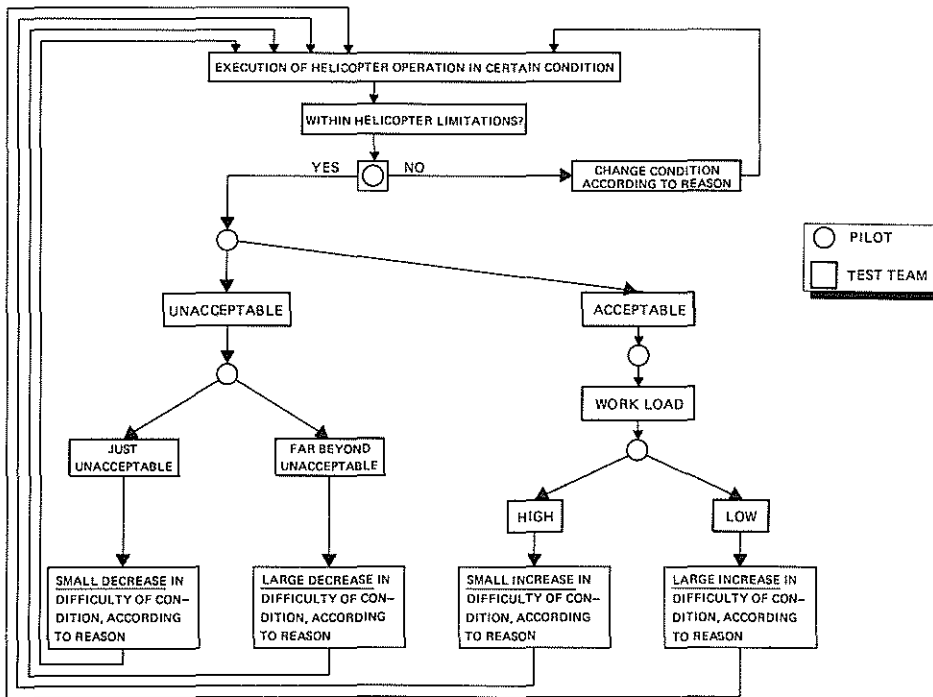 EXECUTION OF HELICOPTER OPERATION IN CERTAIN CONDITION
WITHIN HELICOPTER LIMITATIONS?
YES
NO
CHANGE CONDITION
ACCORDING TO REASON
PILOT
TEST TEAM
UNACCEPTABLE
ACCEPTABLE
WORK LOAD
JUST
UNACCEPTABLE
FAR BEYOND
UNACCEPTABLE
HIGH
LOW
SMALL DECREASE IN
DIFFICULTY OF CON-
DITION, ACCORDING
TO REASON
LARGE DECREASE IN
DIFFICULTY OF CON-
DITION, ACCORDING
TO REASON
SMALL INCREASE IN
DIFFICULTY OF CON-
DITION, ACCORDING
TO REASON
LARGE INCREASE IN
DIFFICULTY OF CON-
DITION, ACCORDING
TO REASON